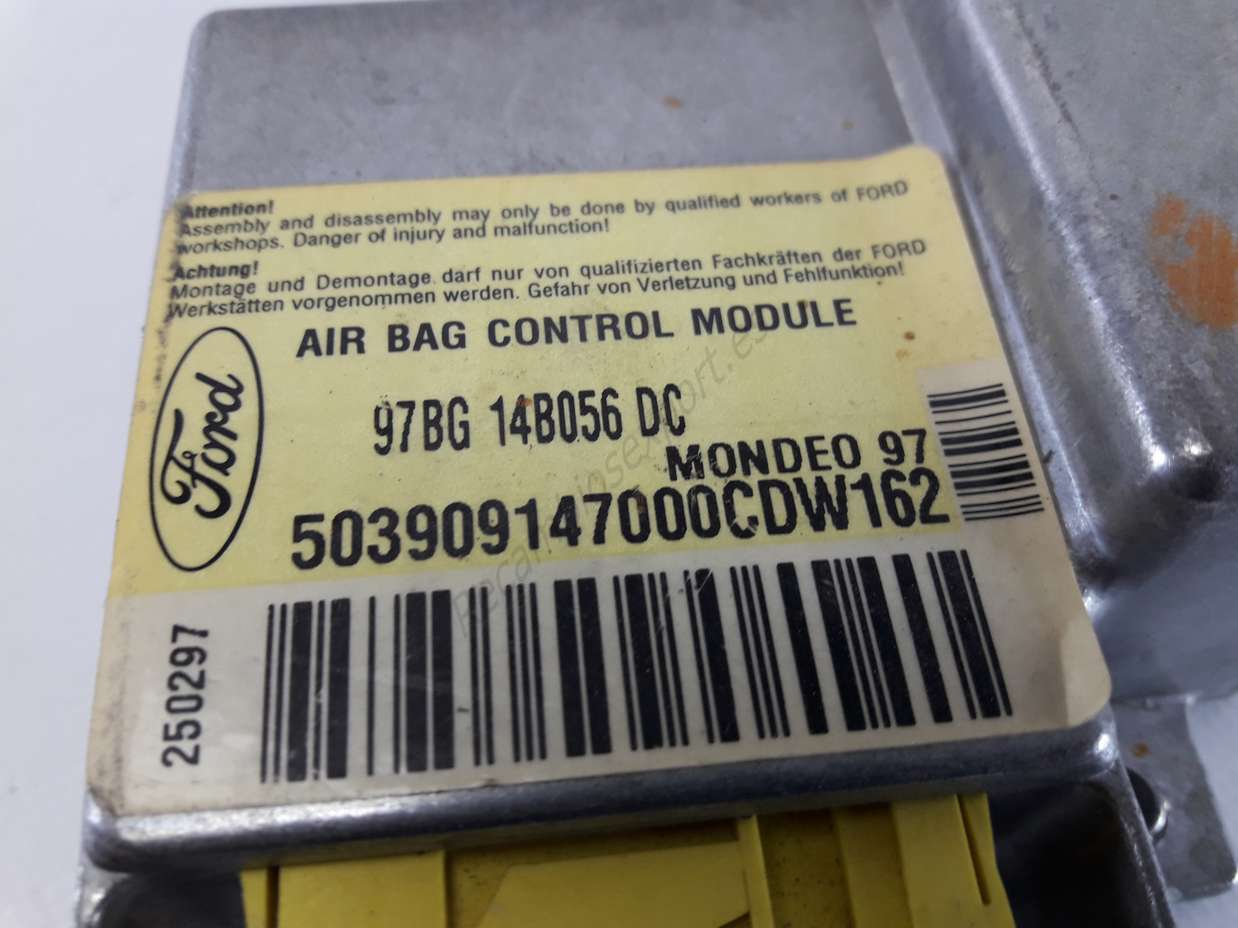 Attention!
Assembly and disassembly may only be done by qualified workers of FORD
workshops. Danger of injury and malfunction!
Achtung!
Montage und Demontage darf nur von qualifizierten Fachkräften der FORD
Werkstätten vorgenommen werden. Gefahr von Verletzung und Fehlfunktion!
AIR BAG CONTROL MODULE
Ford
97BG 14B056 DC
MONDEO 97
503909147000CDW162
250297